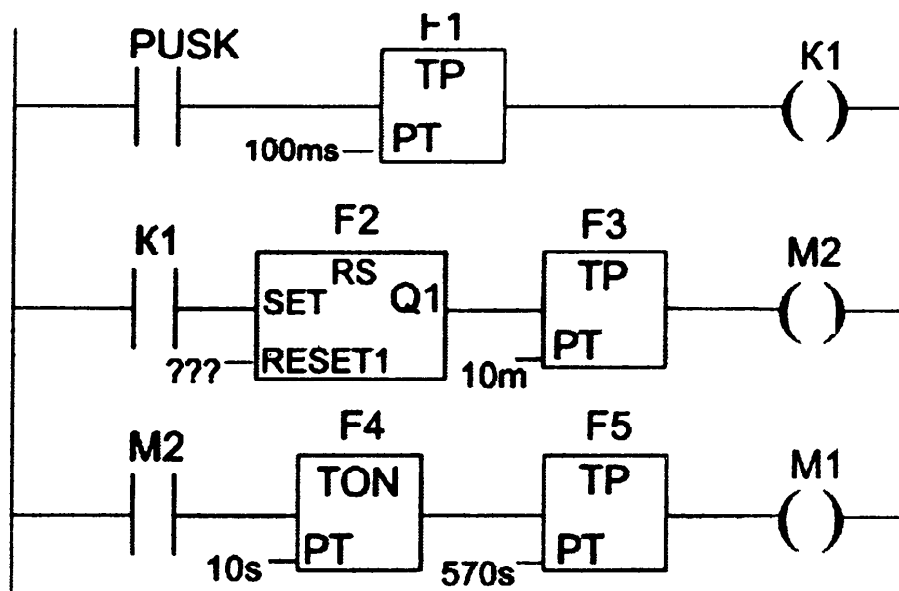 F1
PUSK
TP
K1
100ms
PT
F2
F3
K1
RS
TP
M2
SET
Q1
???
RESET1
10m
PT
F4
F5
M2
TON
TP
M1
10s
PT
570s
PT